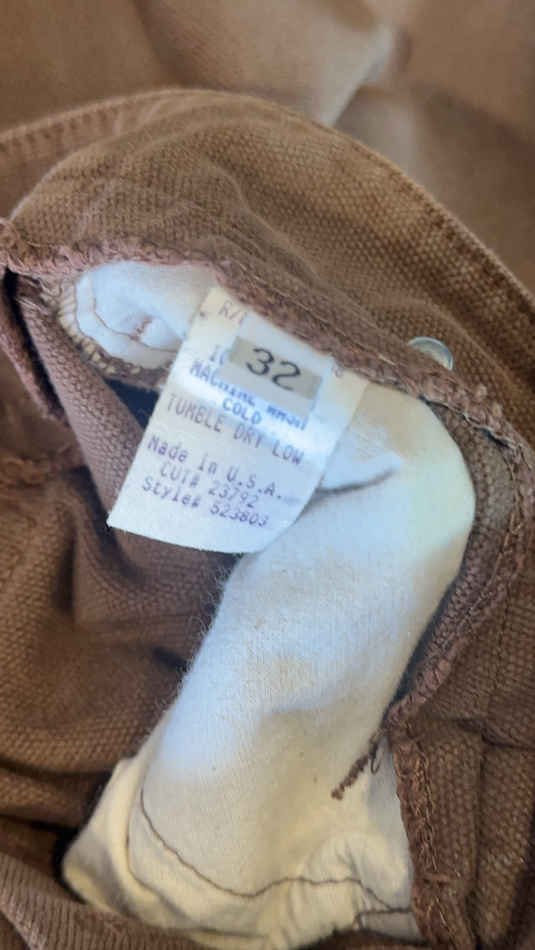 32
MACHINE WASH
COLD
TUMBLE DRY LOW
Made in U.S.A.
CUT# 23792
Style# 523803